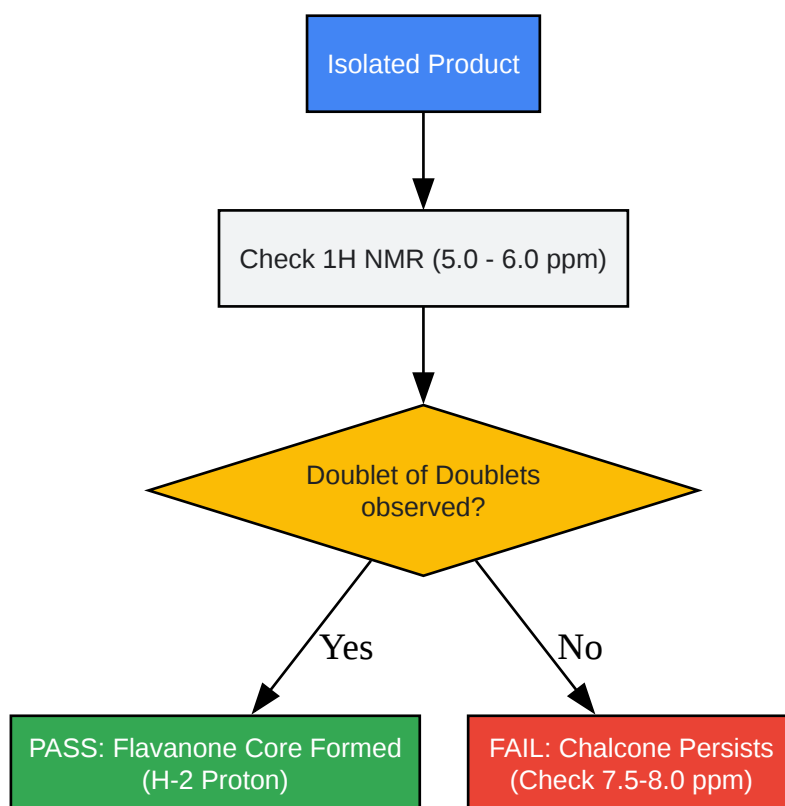 Isolated Product
Check 1H NMR (5.0 - 6.0 ppm)
Doublet of Doublets
observed?
Yes
No
PASS: Flavanone Core Formed
(H-2 Proton)
FAIL: Chalcone Persists
(Check 7.5-8.0 ppm)